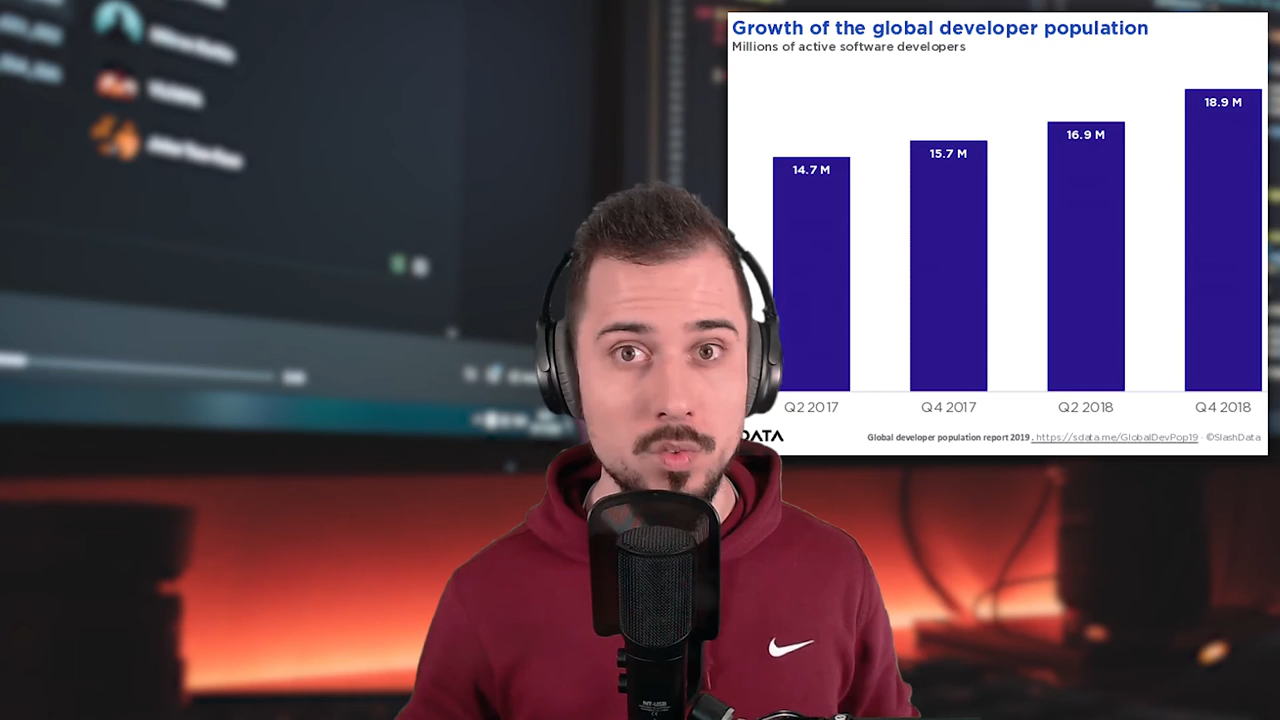 Growth of the global developer population
Millions of active software developers
18.9 M
16.9 M
15.7 M
14.7 M
Q2 2017
Q4 2017
Q2 2018
Q4 2018
DATA
Global developer population report 2019. https://sdata.me/GlobalDevPop19 · ©SlashData
NT-USB